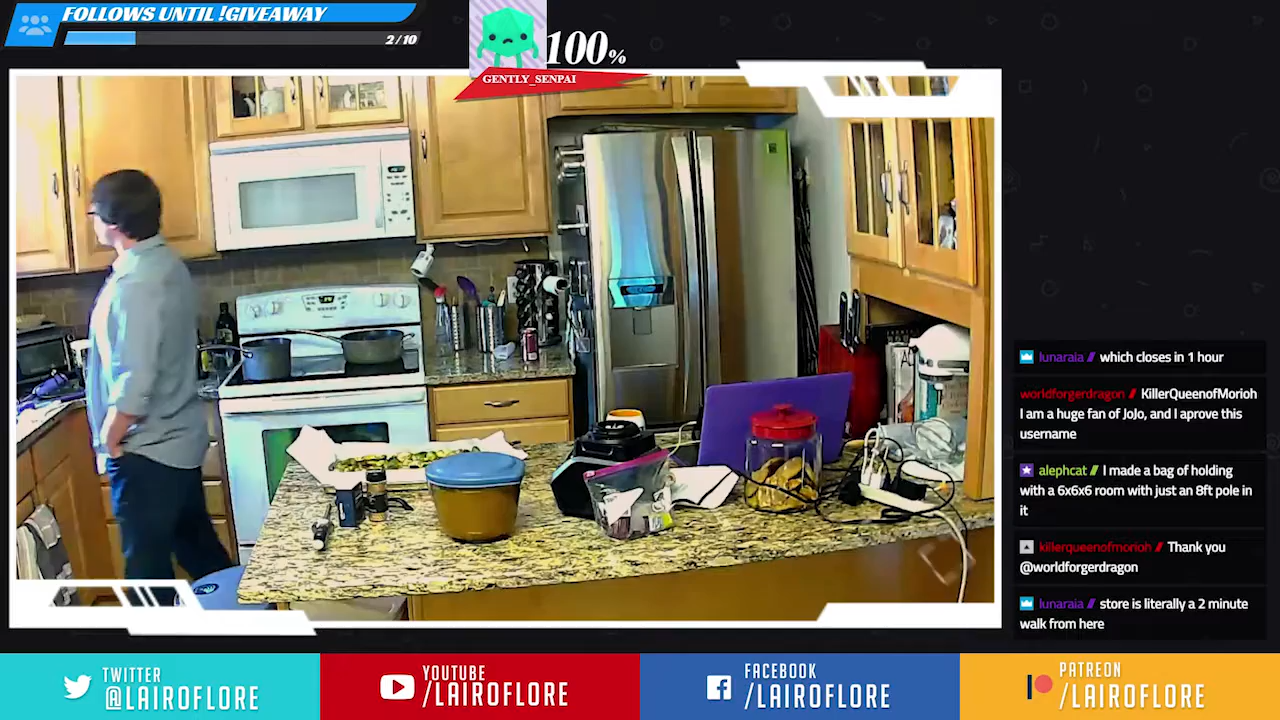 FOLLOWS UNTIL !GIVEAWAY
2/10
100%
GENTLY_SENPAI
lunaraia // which closes in 1 hour
worldforgerdragon // KillerQueenofMorioh
I am a huge fan of JoJo, and I aprove this
username
alephcat // I made a bag of holding
with a 6x6x6 room with just an 8ft pole in
it
killerqueenofmorioh // Thank you
@worldforgerdragon
lunaraia // store is literally a 2 minute
walk from here
TWITTER
@LAIROFLORE
YOUTUBE
/LAIROFLORE
FACEBOOK
/LAIROFLORE
PATREON
/LAIROFLORE